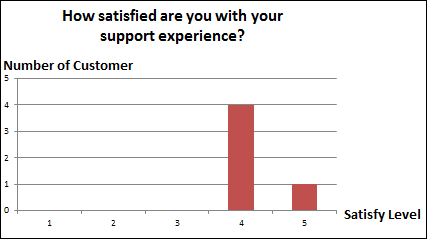 How satisfied are you with your
support experience?
Number of Customer
5
4
3
2
1
0
1 2 3 4 5
Satisfy Level